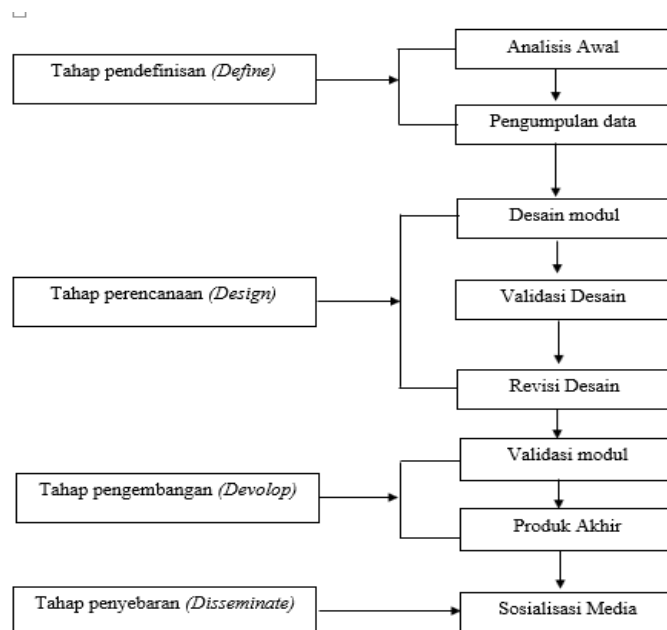 Analisis Awal
Tahap pendefinisan (Define)
Pengumpulan data
Desain modul
Tahap perencanaan (Design)
Validasi Desain
Revisi Desain
Validasi modul
Tahap pengembangan (Devolop)
Produk Akhir
Tahap penyebaran (Disseminate)
Sosialisasi Media